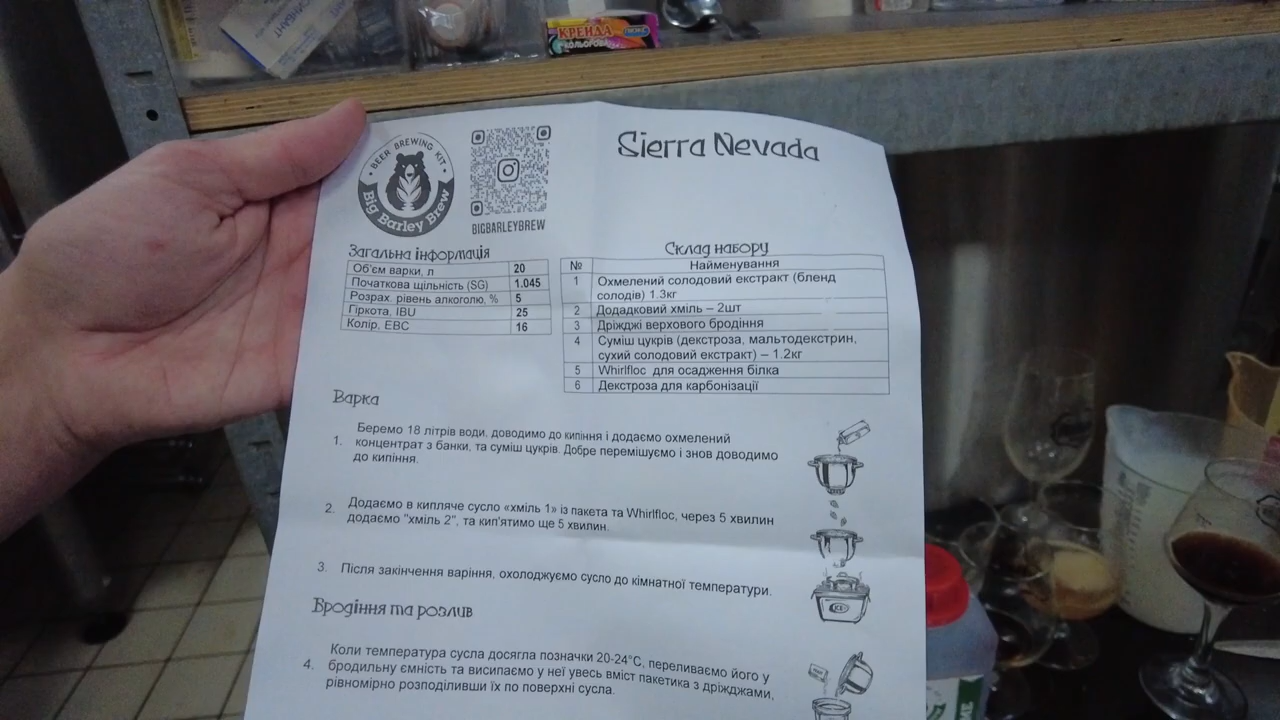 КРЕЙДА
КОЛЬОРОВА
• BEER BREWING KIT •
Big Barley Brew
BIGBARLEYBREW
Sierra Nevada
Загальна інформація
Об'єм варки, л 20
Початкова щільність (SG) 1.045
Розрах. рівень алкоголю, % 5
Гіркота, IBU 25
Колір, EBC 16
Склад набору
№ Найменування
1 Охмелений солодовий екстракт (бленд
солодів) 1.3кг
2 Додадковий хміль – 2шт
3 Дріжджі верхового бродіння
4 Суміш цукрів (декстроза, мальтодекстрин,
сухий солодовий екстракт) – 1.2кг
5 Whirlfloc для осадження білка
6 Декстроза для карбонізації
Варка
1. Беремо 18 літрів води, доводимо до кипіння і додаємо охмелений
концентрат з банки, та суміш цукрів. Добре перемішуємо і знов доводимо
до кипіння.
2. Додаємо в кипляче сусло «хміль 1» із пакета та Whirlfloc, через 5 хвилин
додаємо "хміль 2", та кип'ятимо ще 5 хвилин.
3. Після закінчення варіння, охолоджуємо сусло до кімнатної температури.
Бродіння та розлив
4. Коли температура сусла досягла позначки 20-24°С, переливаємо його у
бродильну ємність та висипаємо у неї увесь вміст пакетика з дріжджами,
рівномірно розподіливши їх по поверхні сусла.